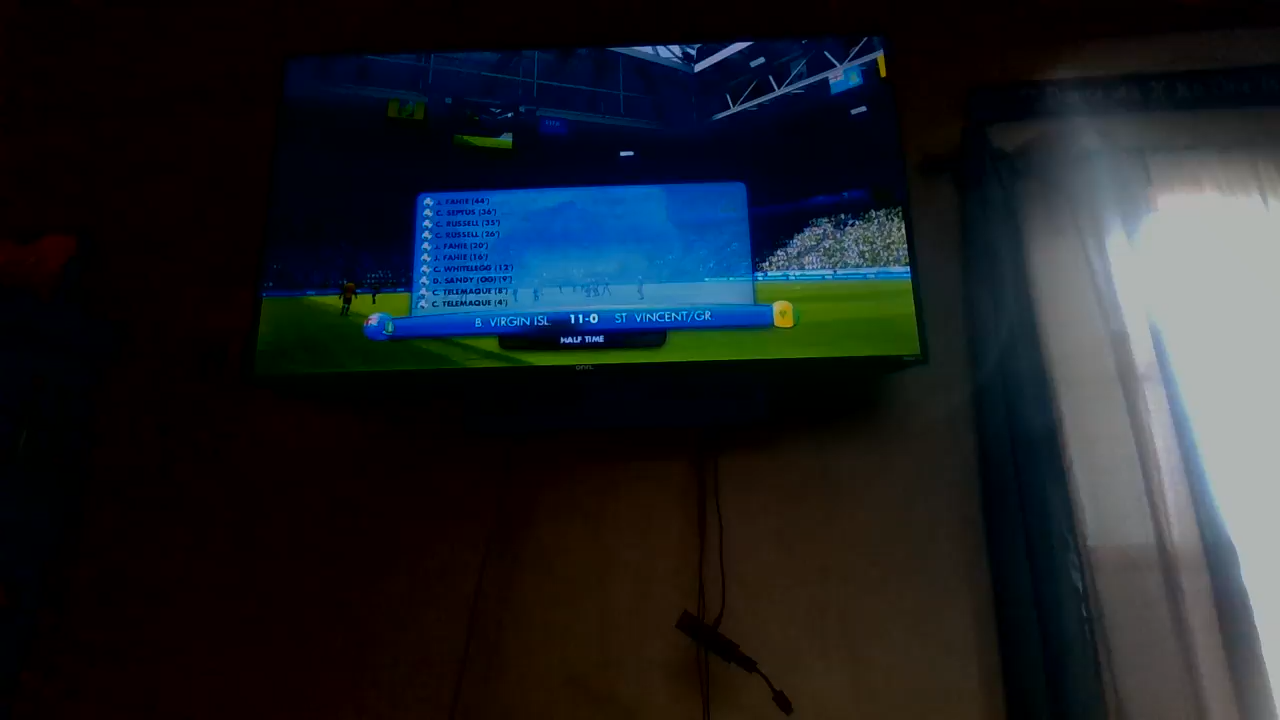 J. FAHIE (44')
C. SEPTUS (36')
C. RUSSELL (35')
C. RUSSELL (26')
J. FAHIE (20')
J. FAHIE (16')
C. WHITELEGG (12')
D. SANDY (OG) (9')
C. TELEMAQUE (8')
C. TELEMAQUE (4')
B. VIRGIN ISL. 11-0 ST. VINCENT/GR.
HALF TIME